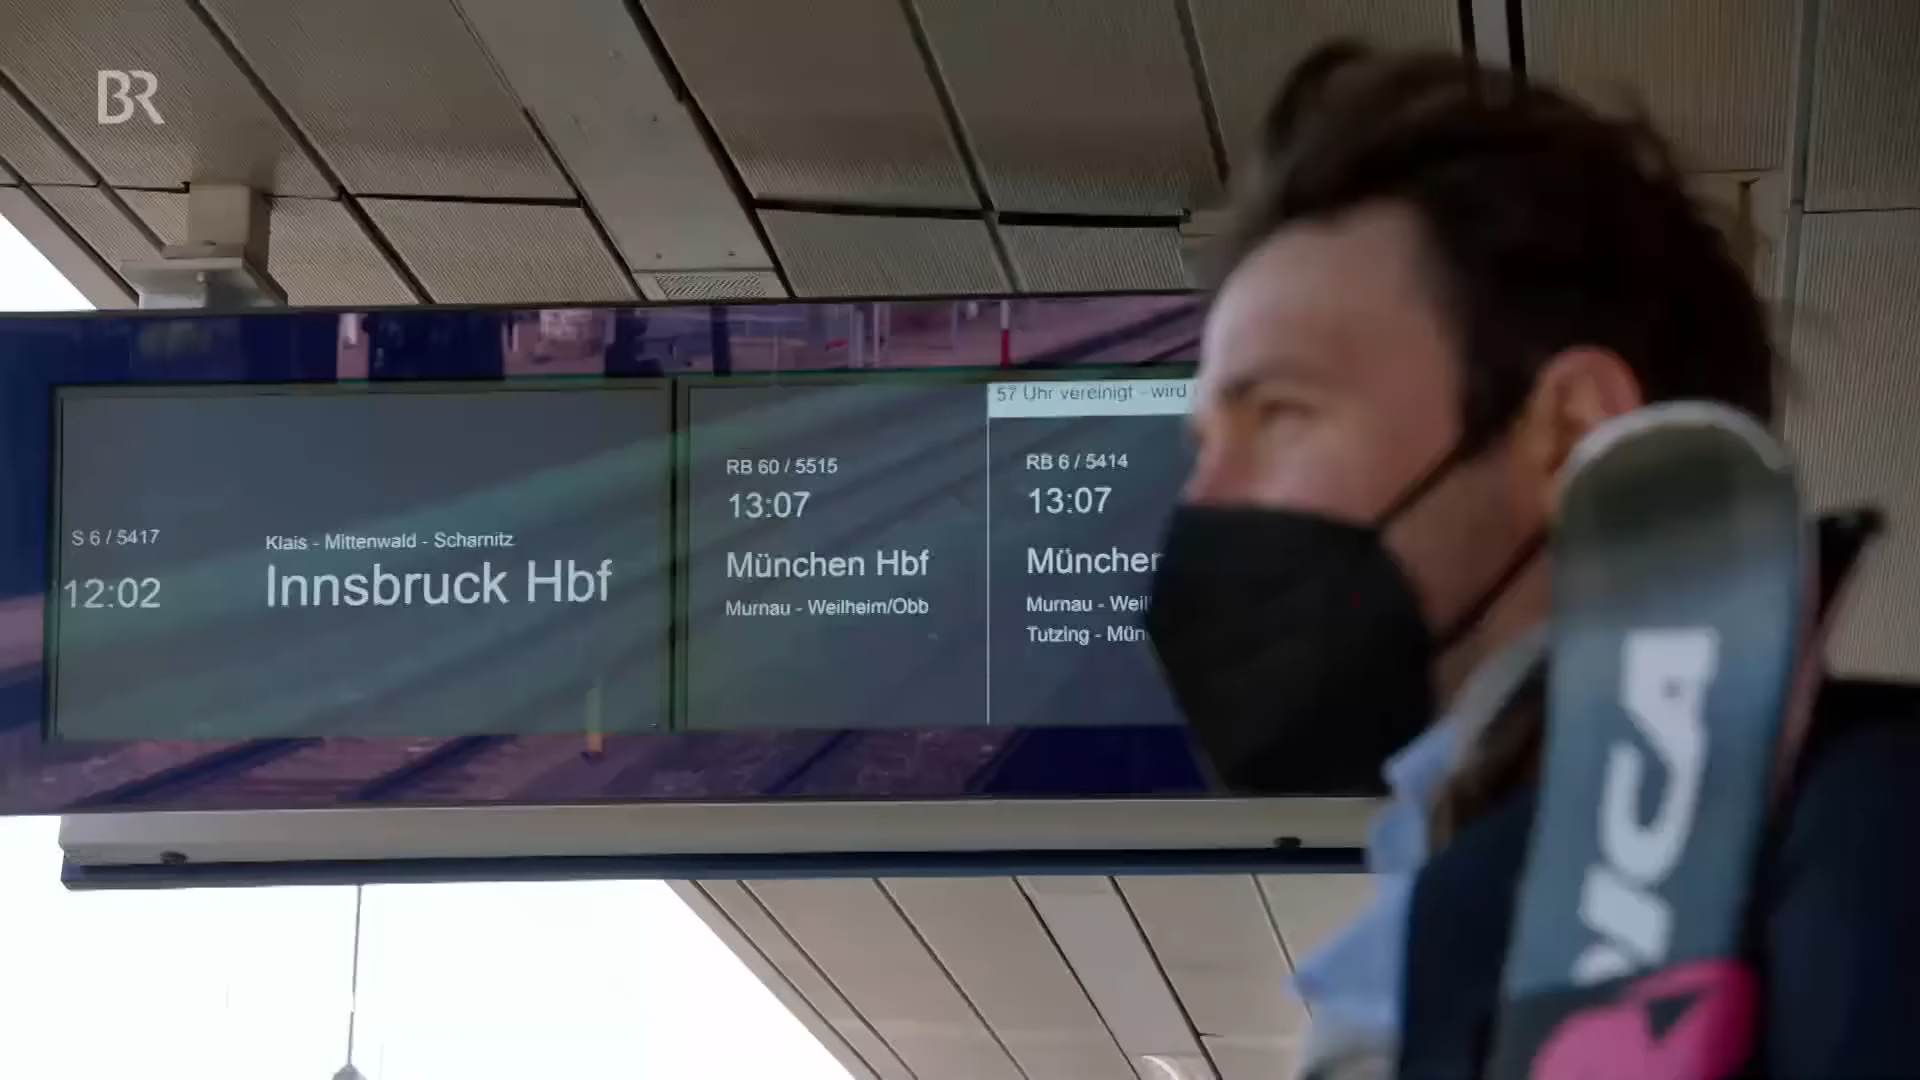 BR
S 6 / 5417
12:02
Klais - Mittenwald - Scharnitz
Innsbruck Hbf
RB 60 / 5515
13:07
München Hbf
Murnau - Weilheim/Obb
57 Uhr vereinigt - wird
RB 6 / 5414
13:07
Münche
Murnau - Weil
Tutzing - Mün